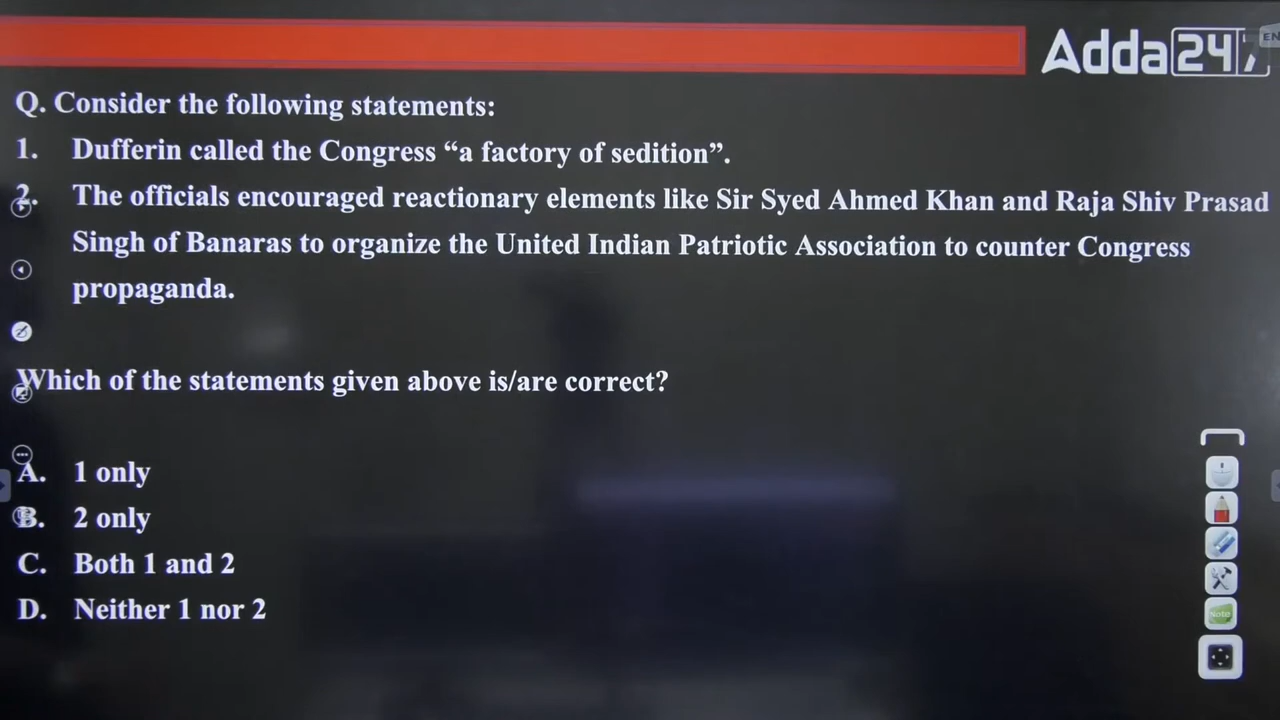 Adda247
EN
Q. Consider the following statements:
1. Dufferin called the Congress “a factory of sedition”.
2. The officials encouraged reactionary elements like Sir Syed Ahmed Khan and Raja Shiv Prasad
Singh of Banaras to organize the United Indian Patriotic Association to counter Congress
propaganda.
Which of the statements given above is/are correct?
A. 1 only
B. 2 only
C. Both 1 and 2
D. Neither 1 nor 2
Note